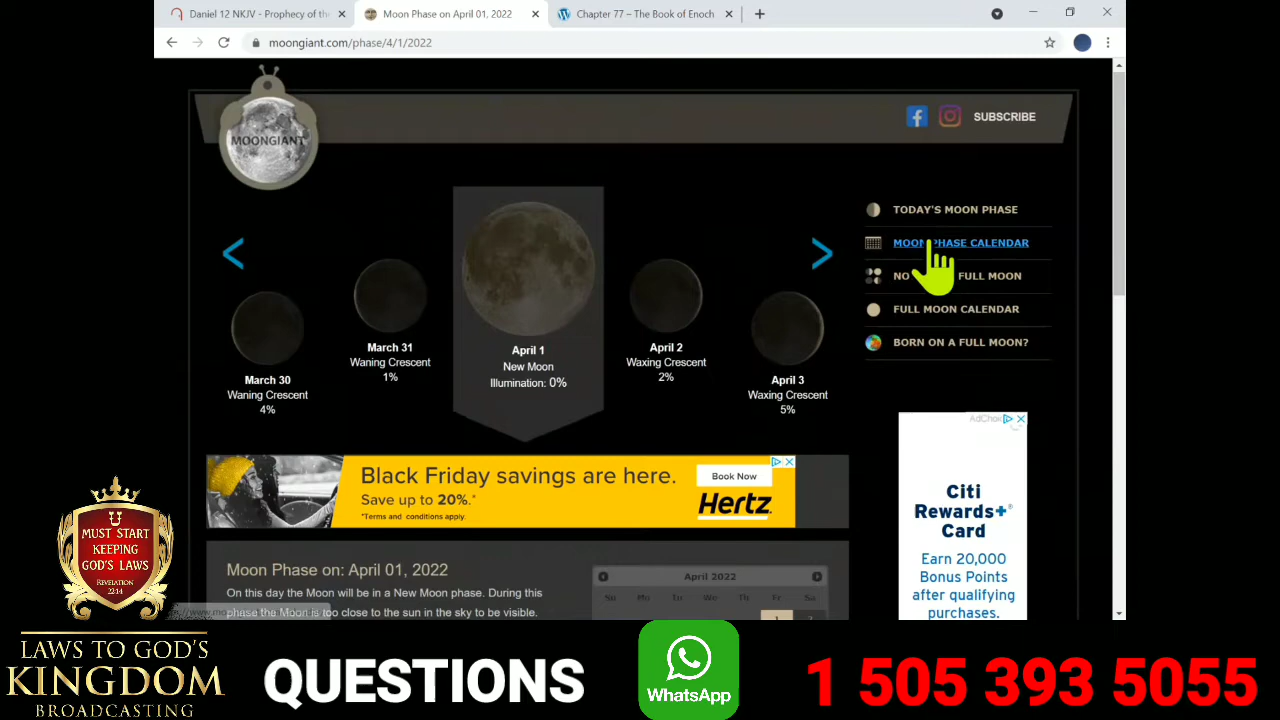 Daniel 12 NKJV - Prophecy of the
Moon Phase on April 01, 2022
Chapter 77 – The Book of Enoch
moongiant.com/phase/4/1/2022
MOONGIANT
SUBSCRIBE
TODAY'S MOON PHASE
MOON PHASE CALENDAR
NO FULL MOON
FULL MOON CALENDAR
BORN ON A FULL MOON?
March 30
Waning Crescent
4%
March 31
Waning Crescent
1%
April 1
New Moon
Illumination: 0%
April 2
Waxing Crescent
2%
April 3
Waxing Crescent
5%
Black Friday savings are here.
Save up to 20%.*
*Terms and conditions apply.
Book Now
Hertz
AdChoices
Citi
Rewards+®
Card
Earn 20,000
Bonus Points
after qualifying
purchases.
Moon Phase on: April 01, 2022
On this day the Moon will be in a New Moon phase. During this
phase the Moon is too close to the sun in the sky to be visible.
April 2022
Su Mo Tu We Th Fr Sa
1 2
MUST START
KEEPING
GOD'S LAWS
REVELATION
22:14
LAWS TO GOD'S
KINGDOM
BROADCASTING
QUESTIONS
WhatsApp
1 505 393 5055